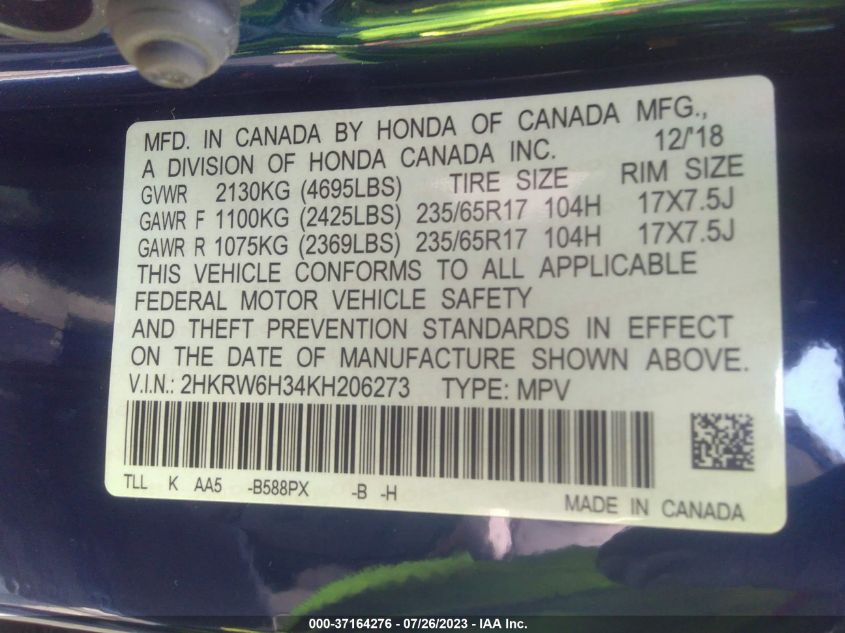 MFD. IN CANADA BY HONDA OF CANADA MFG.,
A DIVISION OF HONDA CANADA INC. 12/'18
GVWR 2130KG (4695LBS) TIRE SIZE RIM SIZE
GAWR F 1100KG (2425LBS) 235/65R17 104H 17X7.5J
GAWR R 1075KG (2369LBS) 235/65R17 104H 17X7.5J
THIS VEHICLE CONFORMS TO ALL APPLICABLE
FEDERAL MOTOR VEHICLE SAFETY
AND THEFT PREVENTION STANDARDS IN EFFECT
ON THE DATE OF MANUFACTURE SHOWN ABOVE.
V.I.N.: 2HKRW6H34KH206273 TYPE: MPV
TLL K AA5 -B588PX -B -H
MADE IN CANADA
000-37164276 - 07/26/2023 - IAA Inc.